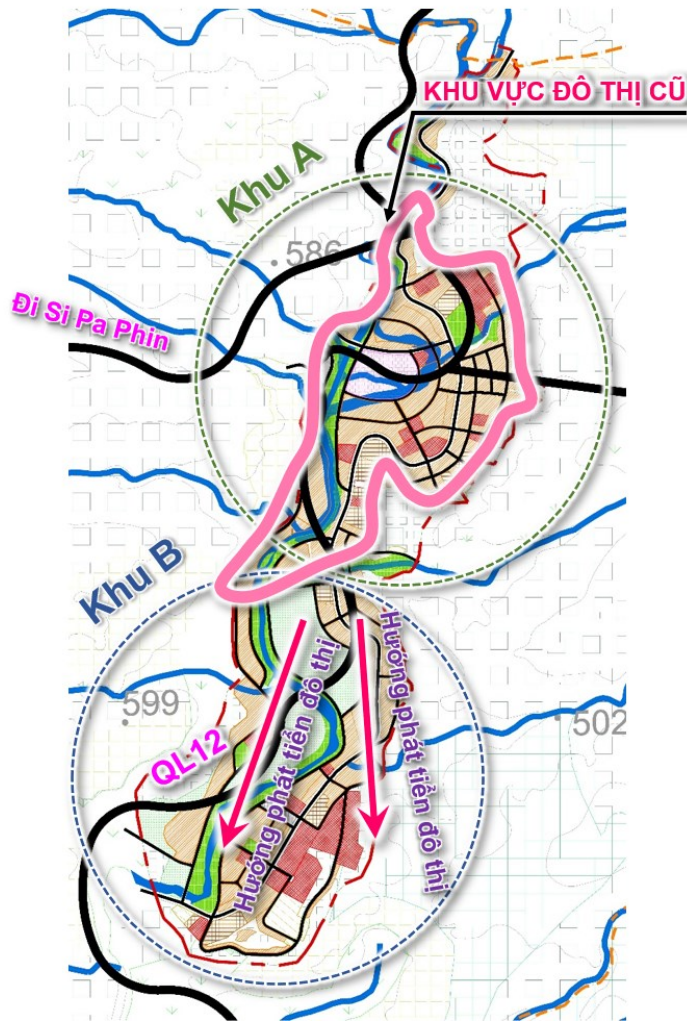 KHU VỰC ĐÔ THỊ CŨ
Khu A
586
Đi Si Pa Phìn
Khu B
599
502
QL12
Hướng phát tiển đô thị
Hướng phát tiển đô thị